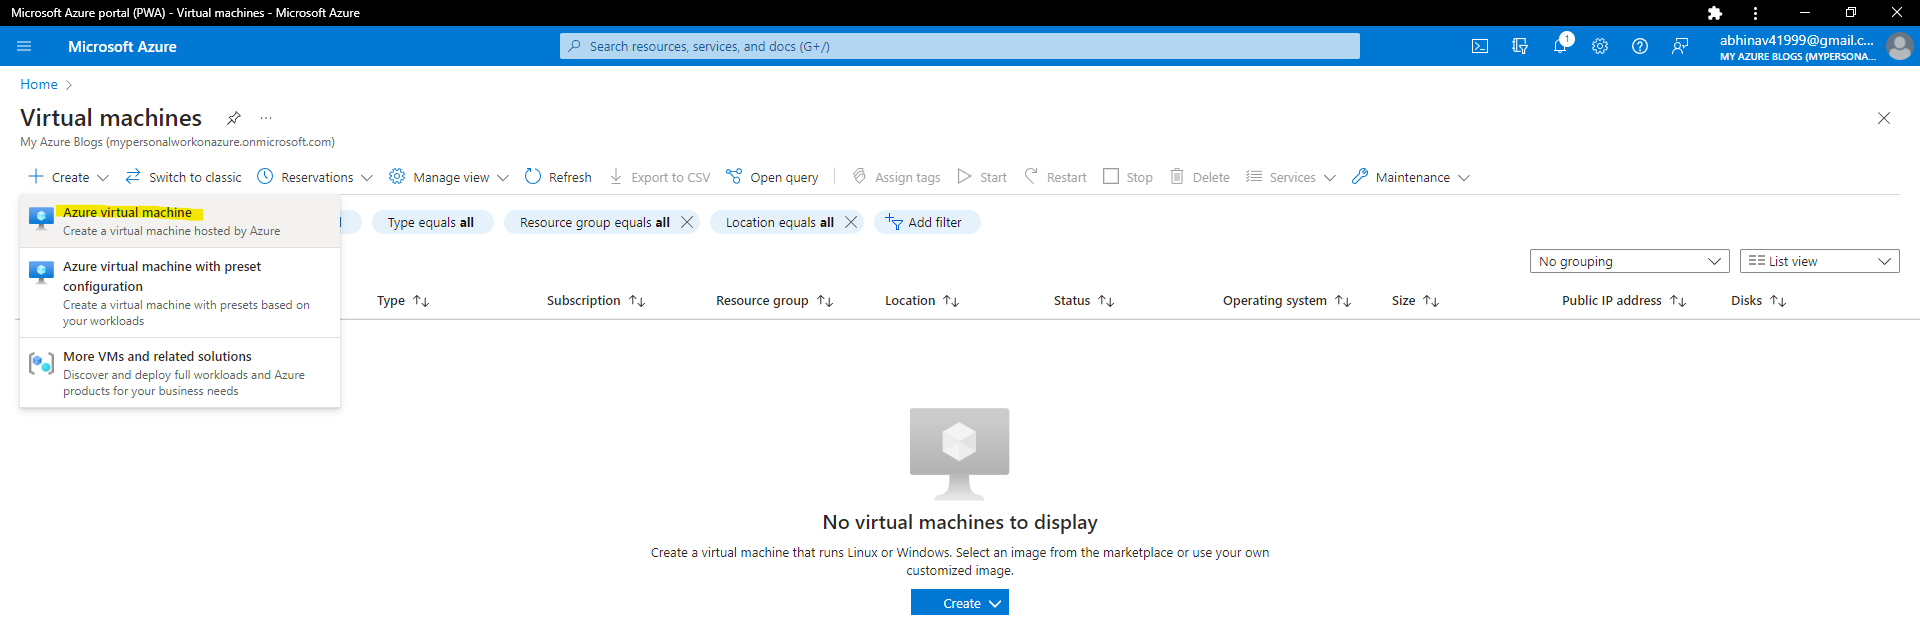 Microsoft Azure portal (PWA) - Virtual machines - Microsoft Azure
Microsoft Azure
Search resources, services, and docs (G+/)
1
abhinav41999@gmail.c...
MY AZURE BLOGS (MYPERSONA...
Home
Virtual machines
My Azure Blogs (mypersonalworkonazure.onmicrosoft.com)
Create
Switch to classic
Reservations
Manage view
Refresh
Export to CSV
Open query
Assign tags
Start
Restart
Stop
Delete
Services
Maintenance
Azure virtual machine
Create a virtual machine hosted by Azure
Azure virtual machine with preset
configuration
Create a virtual machine with presets based on
your workloads
More VMs and related solutions
Discover and deploy full workloads and Azure
products for your business needs
Type equals all
Resource group equals all
Location equals all
Add filter
No grouping
List view
Type
Subscription
Resource group
Location
Status
Operating system
Size
Public IP address
Disks
No virtual machines to display
Create a virtual machine that runs Linux or Windows. Select an image from the marketplace or use your own
customized image.
Create